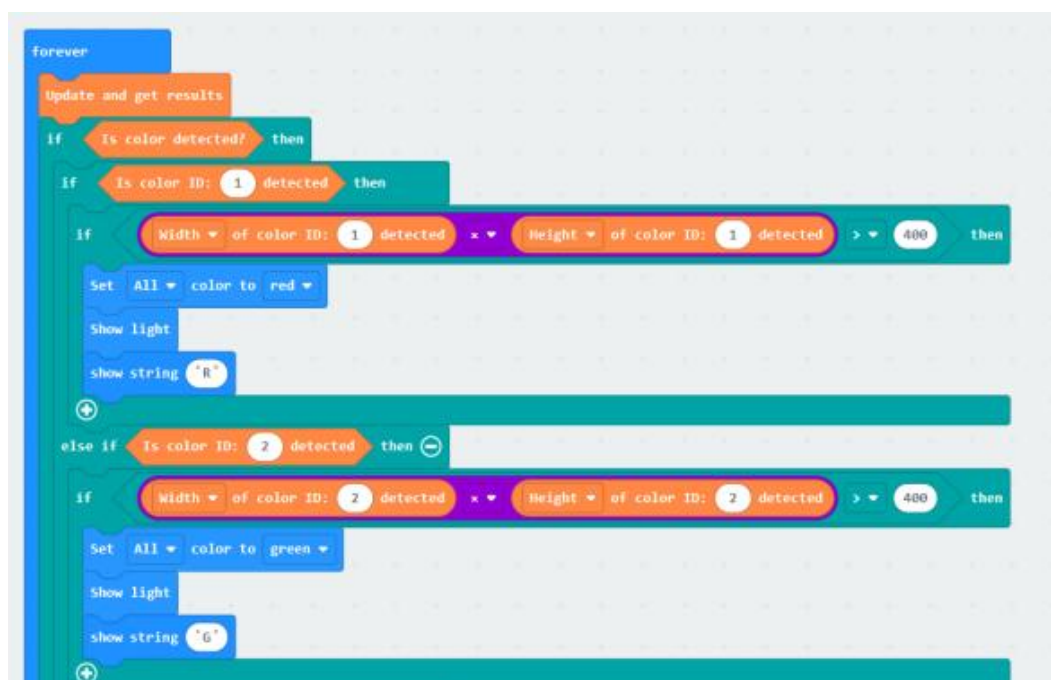 forever
Update and get results
if Is color detected? then
if Is color ID: 1 detected then
if Width of color ID: 1 detected × Height of color ID: 1 detected > 400 then
Set All color to red
Show light
show string "R"
else if Is color ID: 2 detected then
if Width of color ID: 2 detected × Height of color ID: 2 detected > 400 then
Set All color to green
Show light
show string "G"